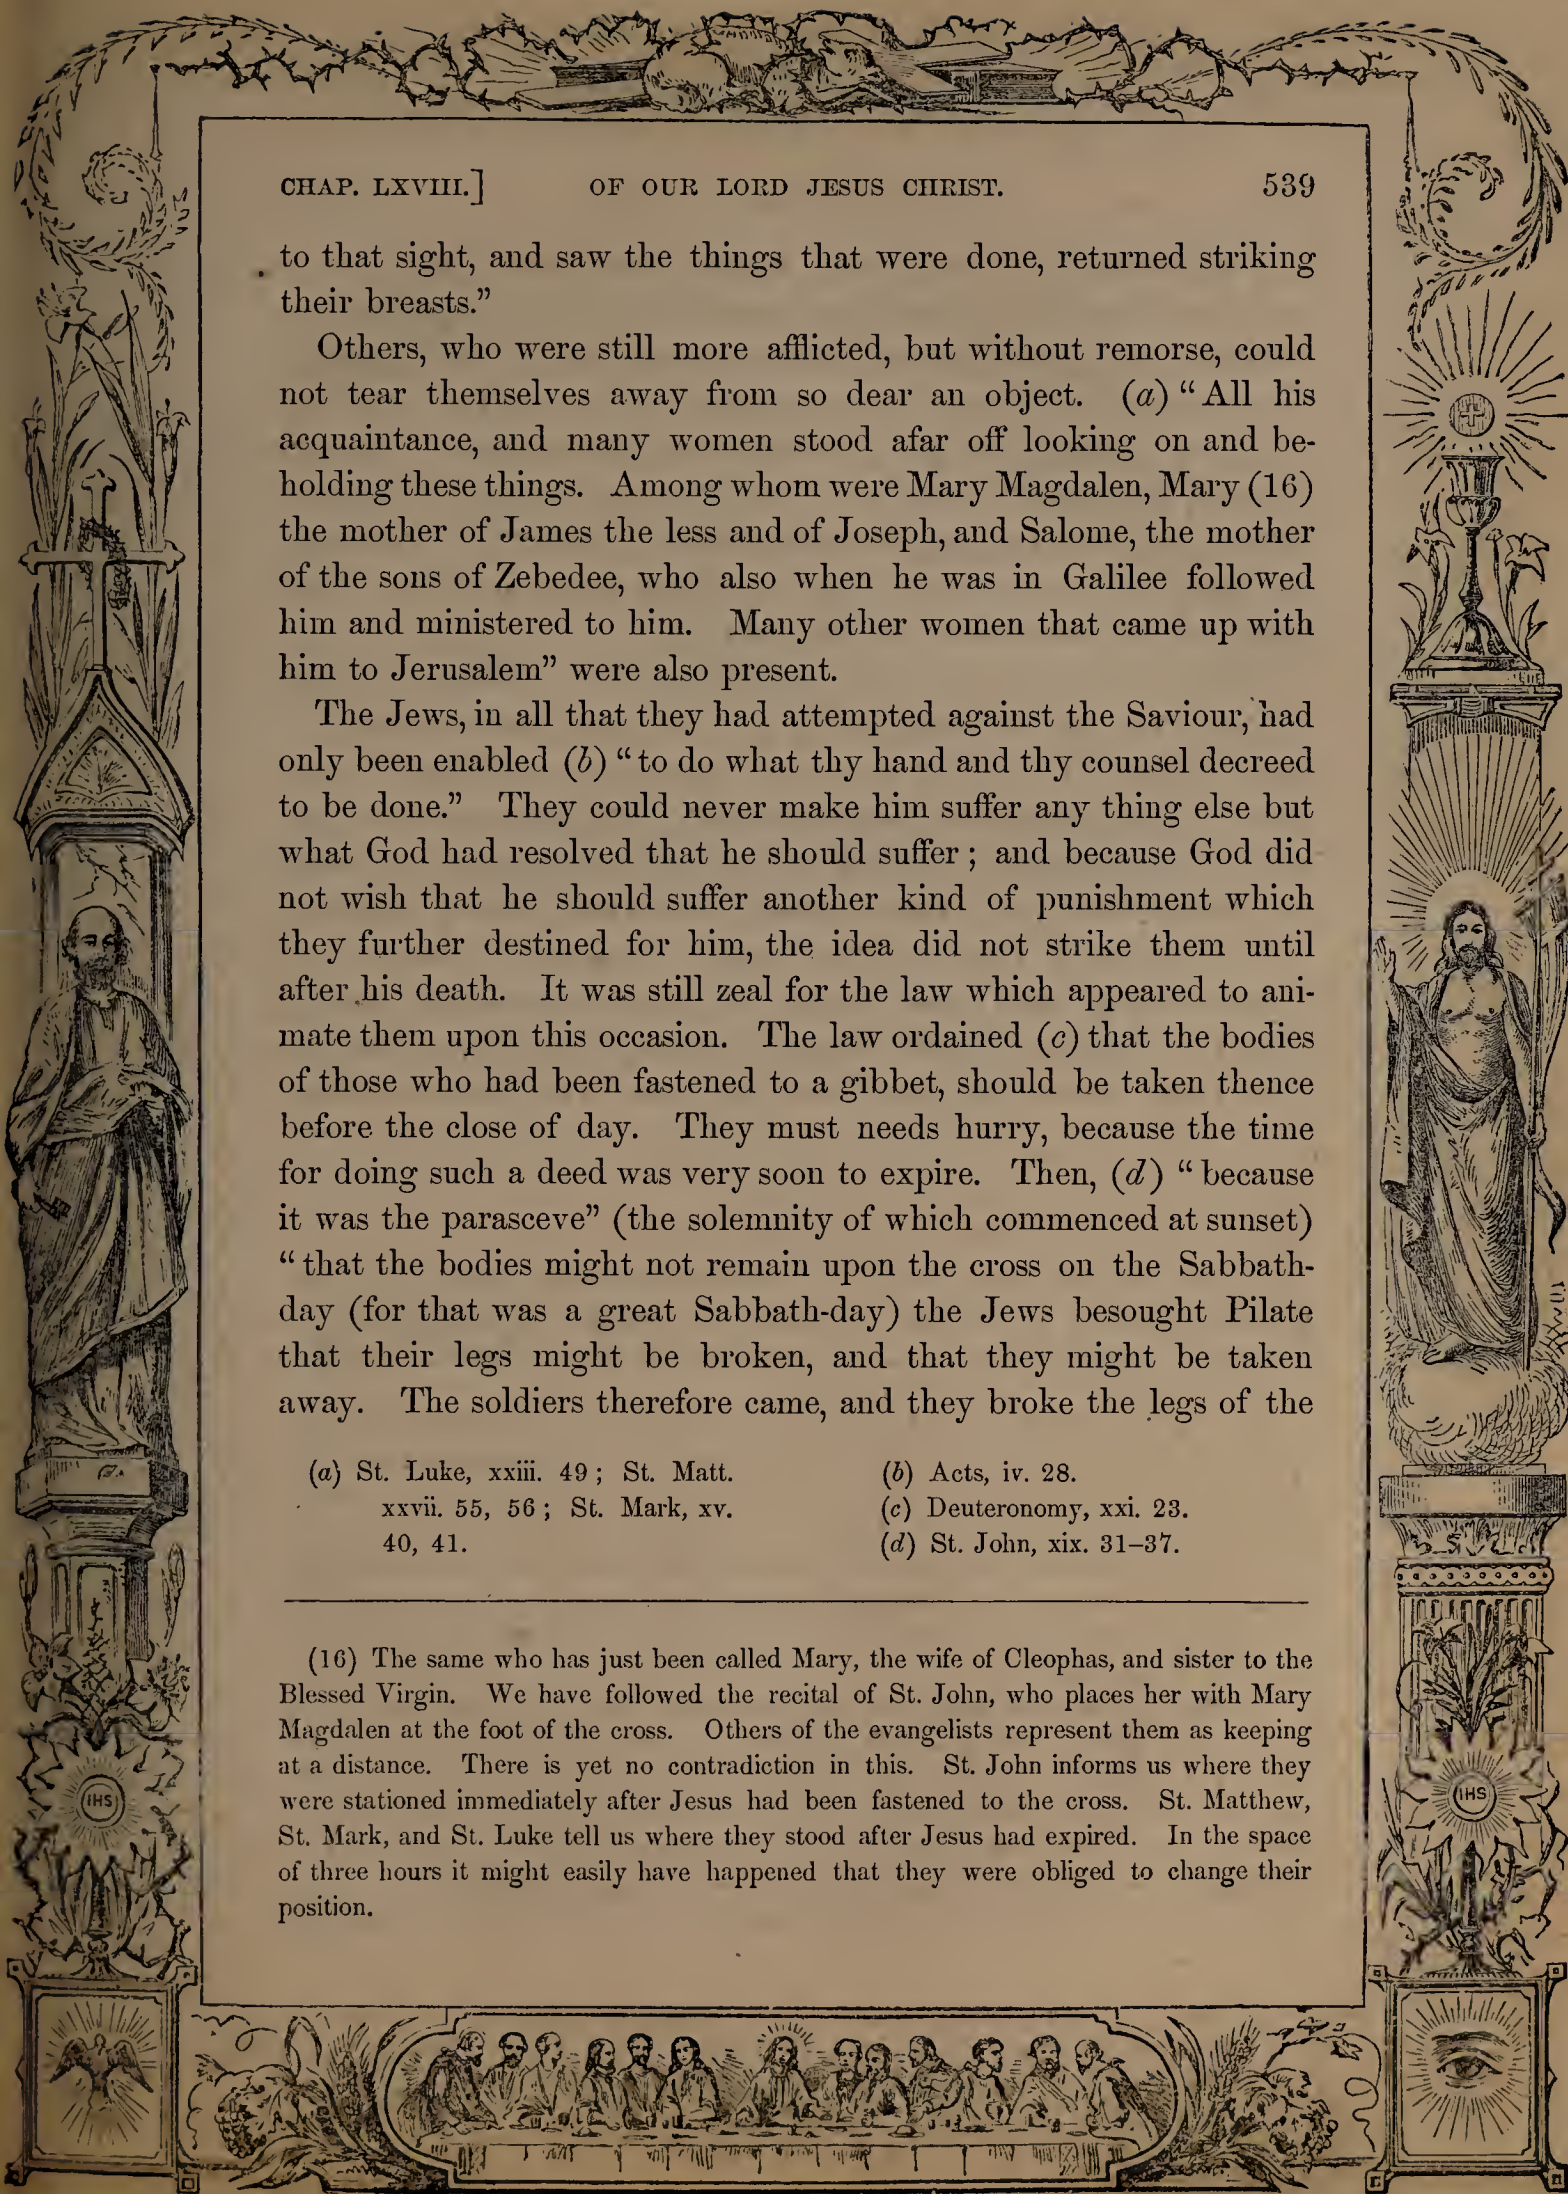 CHAP. LXVIII.] OF OUR LORD JESUS CHRIST. 539
to that sight, and saw the things that were done, returned striking
their breasts.”
Others, who were still more afflicted, but without remorse, could
not tear themselves away from so dear an object. (a) “All his
acquaintance, and many women stood afar off looking on and be-
holding these things. Among whom were Mary Magdalen, Mary (16)
the mother of James the less and of Joseph, and Salome, the mother
of the sons of Zebedee, who also when he was in Galilee followed
him and ministered to him. Many other women that came up with
him to Jerusalem” were also present.
The Jews, in all that they had attempted against the Saviour, had
only been enabled (b) “to do what thy hand and thy counsel decreed
to be done.” They could never make him suffer any thing else but
what God had resolved that he should suffer; and because God did
not wish that he should suffer another kind of punishment which
they further destined for him, the idea did not strike them until
after his death. It was still zeal for the law which appeared to ani-
mate them upon this occasion. The law ordained (c) that the bodies
of those who had been fastened to a gibbet, should be taken thence
before the close of day. They must needs hurry, because the time
for doing such a deed was very soon to expire. Then, (d) “because
it was the parasceve” (the solemnity of which commenced at sunset)
“that the bodies might not remain upon the cross on the Sabbath-
day (for that was a great Sabbath-day) the Jews besought Pilate
that their legs might be broken, and that they might be taken
away. The soldiers therefore came, and they broke the legs of the
(a) St. Luke, xxiii. 49; St. Matt.
xxvii. 55, 56; St. Mark, xv.
40, 41.
(b) Acts, iv. 28.
(c) Deuteronomy, xxi. 23.
(d) St. John, xix. 31–37.
(16) The same who has just been called Mary, the wife of Cleophas, and sister to the
Blessed Virgin. We have followed the recital of St. John, who places her with Mary
Magdalen at the foot of the cross. Others of the evangelists represent them as keeping
at a distance. There is yet no contradiction in this. St. John informs us where they
were stationed immediately after Jesus had been fastened to the cross. St. Matthew,
St. Mark, and St. Luke tell us where they stood after Jesus had expired. In the space
of three hours it might easily have happened that they were obliged to change their
position.
IHS
IHS